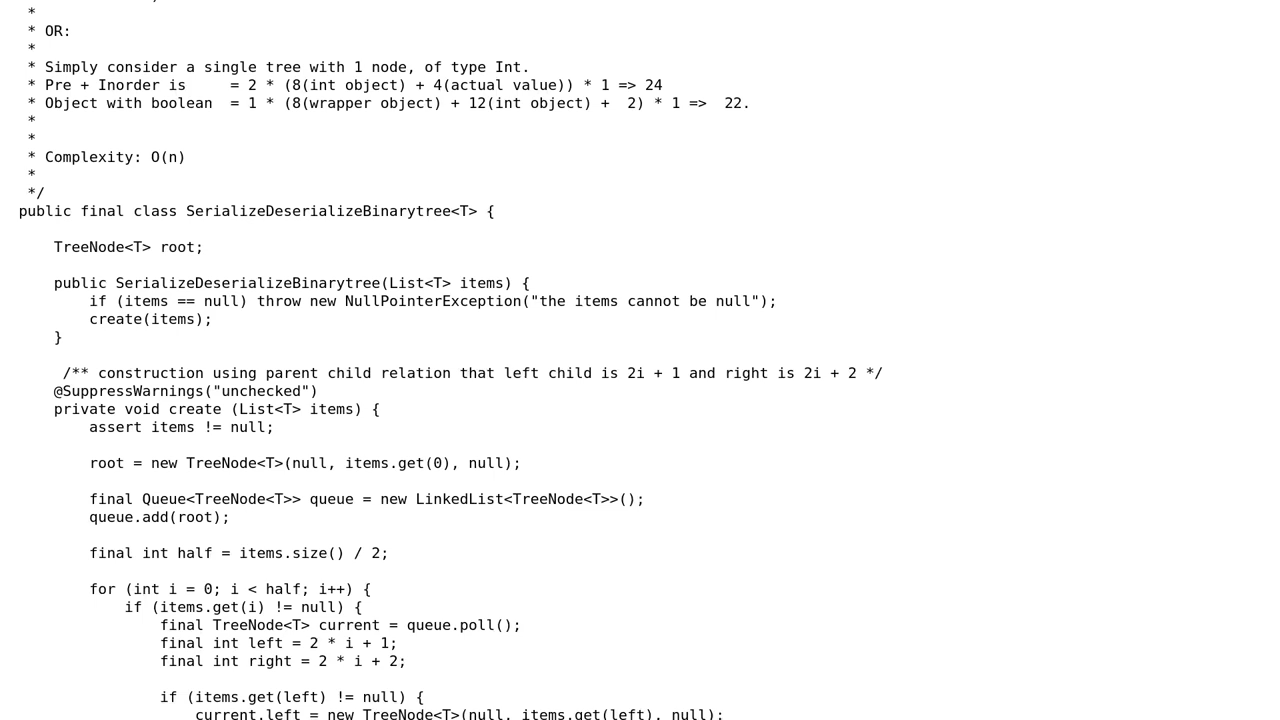 *
 * OR:
 *
 * Simply consider a single tree with 1 node, of type Int.
 * Pre + Inorder is     = 2 * (8(int object) + 4(actual value)) * 1 => 24
 * Object with boolean  = 1 * (8(wrapper object) + 12(int object) +  2) * 1 =>  22.
 *
 *
 * Complexity: O(n)
 *
 */
public final class SerializeDeserializeBinarytree<T> {

    TreeNode<T> root;

    public SerializeDeserializeBinarytree(List<T> items) {
        if (items == null) throw new NullPointerException("the items cannot be null");
        create(items);
    }

     /** construction using parent child relation that left child is 2i + 1 and right is 2i + 2 */
    @SuppressWarnings("unchecked")
    private void create (List<T> items) {
        assert items != null;

        root = new TreeNode<T>(null, items.get(0), null);

        final Queue<TreeNode<T>> queue = new LinkedList<TreeNode<T>>();
        queue.add(root);

        final int half = items.size() / 2;

        for (int i = 0; i < half; i++) {
            if (items.get(i) != null) {
                final TreeNode<T> current = queue.poll();
                final int left = 2 * i + 1;
                final int right = 2 * i + 2;

                if (items.get(left) != null) {
                    current.left = new TreeNode<T>(null, items.get(left), null);